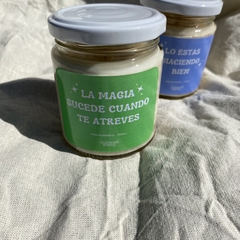 LA MAGIA
SUCEDE CUANDO
TE ATREVES
LO ESTAS
HACIENDO
BIEN